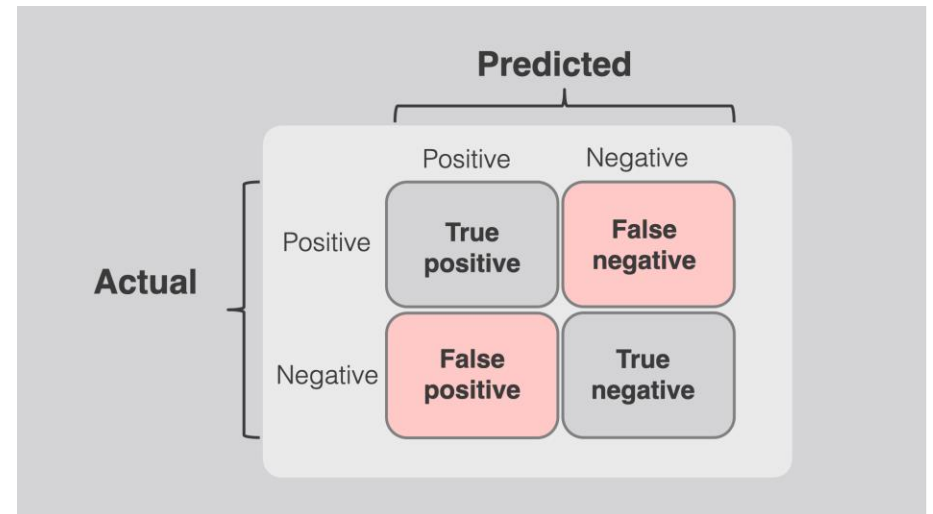 Predicted
Positive Negative
Actual
Positive
True
positive
False
negative
Negative
False
positive
True
negative